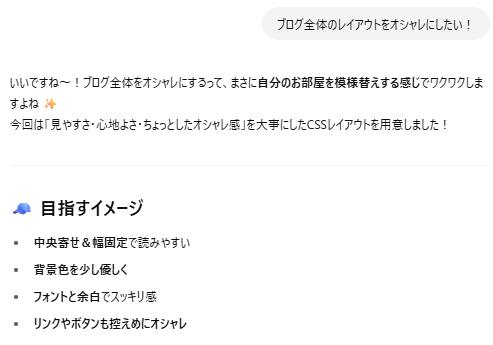 ブログ全体のレイアウトをオシャレにしたい！
いいですね～！ブログ全体をオシャレにするって、まさに自分のお部屋を模様替えする感じでワクワクしま
すよね ✨
今回は「見やすさ・心地よさ・ちょっとしたオシャレ感」を大事にしたCSSレイアウトを用意しました！
🧢 目指すイメージ
• 中央寄せ＆幅固定で読みやすい
• 背景色を少し優しく
• フォントと余白でスッキリ感
• リンクやボタンも控えめにオシャレ